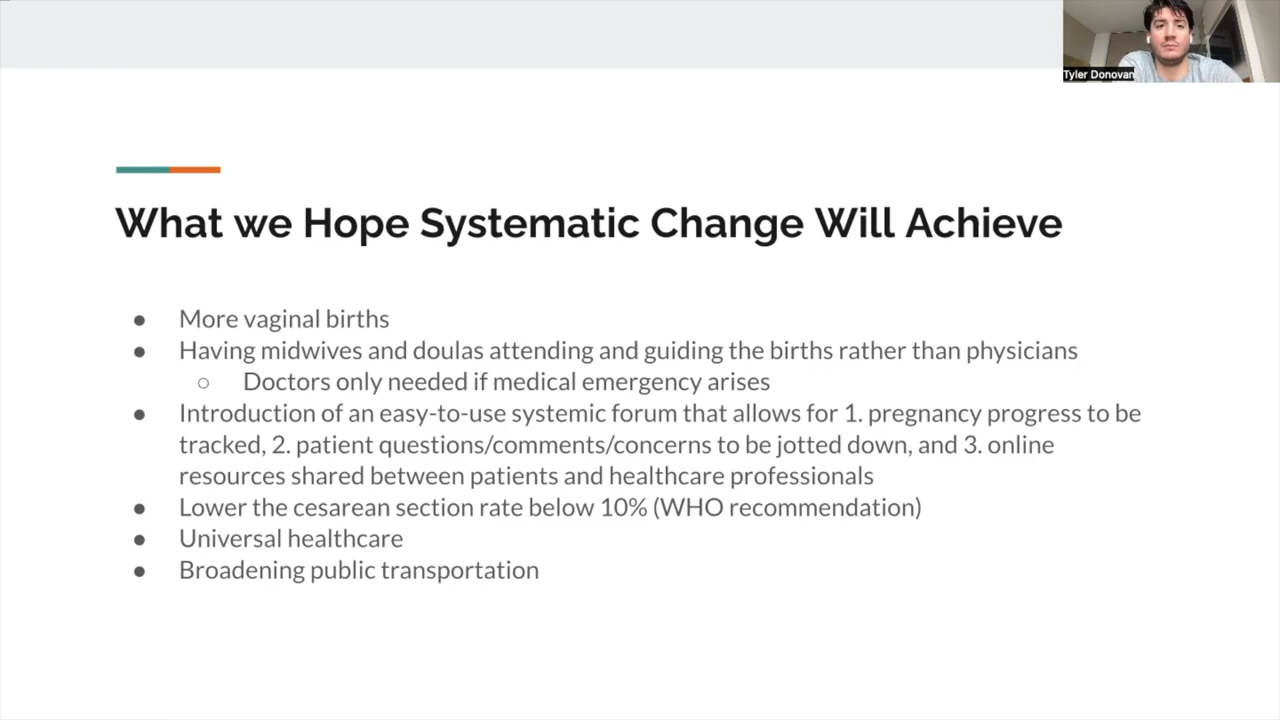 Tyler Donovan
What we Hope Systematic Change Will Achieve
● More vaginal births
● Having midwives and doulas attending and guiding the births rather than physicians
○ Doctors only needed if medical emergency arises
● Introduction of an easy-to-use systemic forum that allows for 1. pregnancy progress to be
tracked, 2. patient questions/comments/concerns to be jotted down, and 3. online
resources shared between patients and healthcare professionals
● Lower the cesarean section rate below 10% (WHO recommendation)
● Universal healthcare
● Broadening public transportation